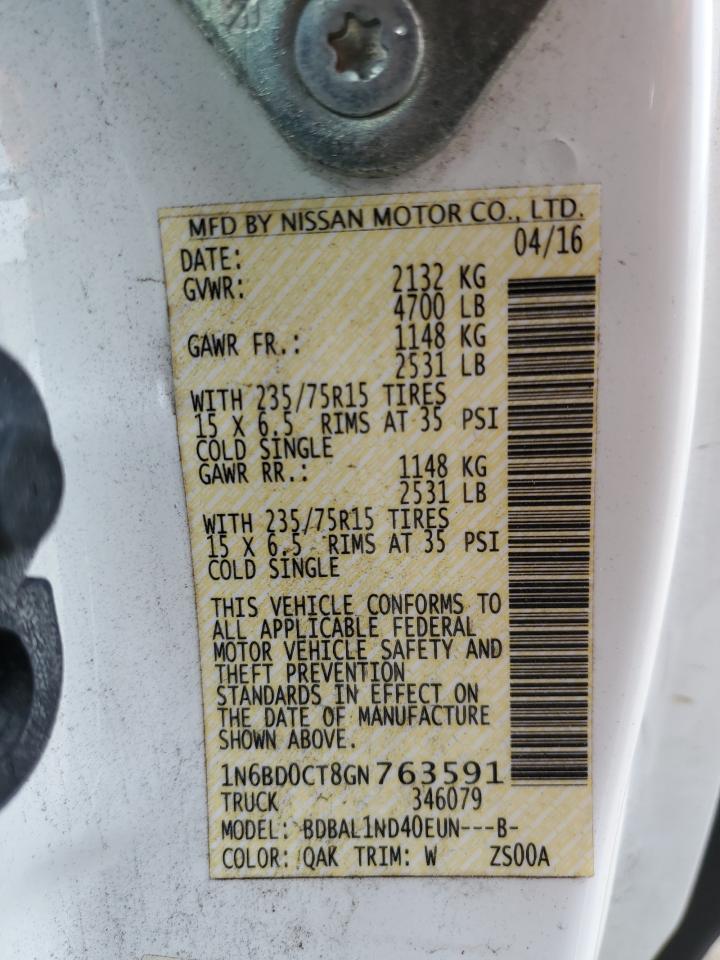 MFD BY NISSAN MOTOR CO., LTD.
DATE: 04/16
GVWR: 2132 KG
4700 LB
GAWR FR.: 1148 KG
2531 LB
WITH 235/75R15 TIRES
15 X 6.5 RIMS AT 35 PSI
COLD SINGLE
GAWR RR.: 1148 KG
2531 LB
WITH 235/75R15 TIRES
15 X 6.5 RIMS AT 35 PSI
COLD SINGLE
THIS VEHICLE CONFORMS TO
ALL APPLICABLE FEDERAL
MOTOR VEHICLE SAFETY AND
THEFT PREVENTION
STANDARDS IN EFFECT ON
THE DATE OF MANUFACTURE
SHOWN ABOVE.
1N6BD0CT8GN763591
TRUCK 346079
MODEL: BDBAL1ND40EUN---B-
COLOR: QAK TRIM: W ZS00A